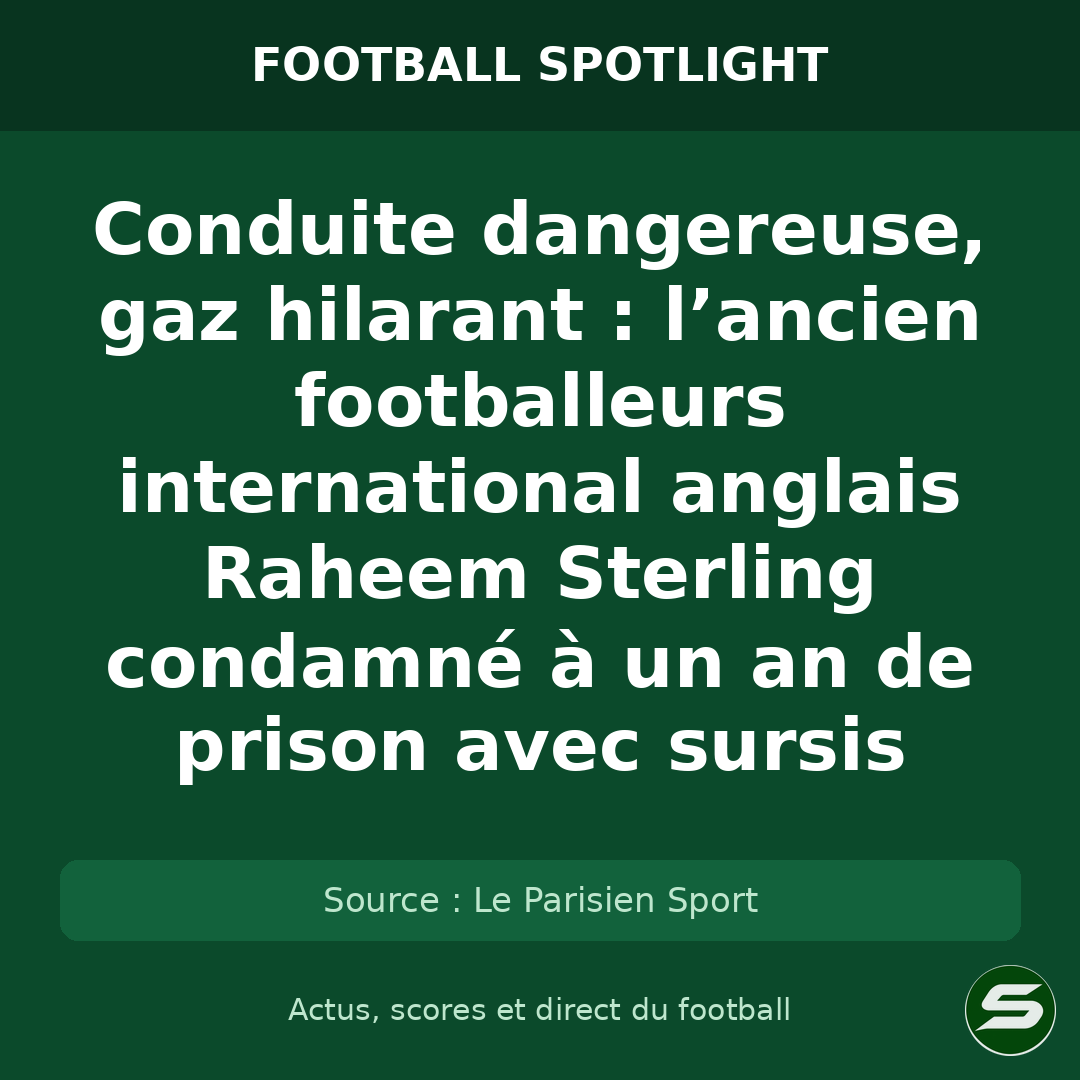 FOOTBALL SPOTLIGHT
Conduite dangereuse,
gaz hilarant : l’ancien
footballeurs
international anglais
Raheem Sterling
condamné à un an de
prison avec sursis
Source : Le Parisien Sport
Actus, scores et direct du football
S